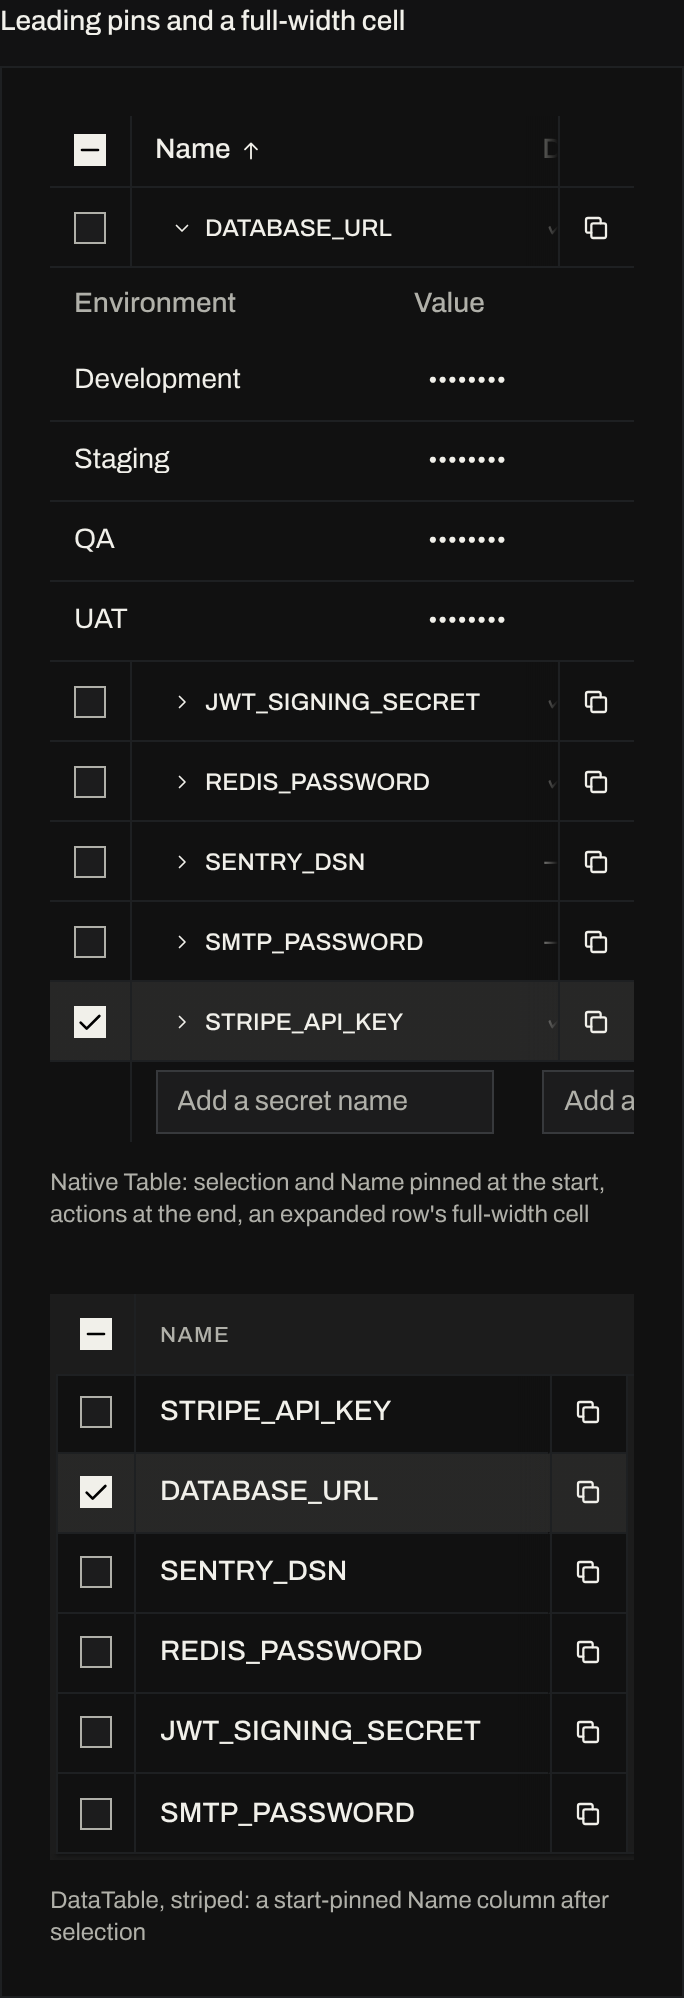 Leading pins and a full-width cell
Name ↑
DATABASE_URL
Environment Value
Development ••••••••
Staging ••••••••
QA ••••••••
UAT ••••••••
JWT_SIGNING_SECRET
REDIS_PASSWORD
SENTRY_DSN
SMTP_PASSWORD
STRIPE_API_KEY
Add a secret name Add a
Native Table: selection and Name pinned at the start,
actions at the end, an expanded row's full-width cell
NAME
STRIPE_API_KEY
DATABASE_URL
SENTRY_DSN
REDIS_PASSWORD
JWT_SIGNING_SECRET
SMTP_PASSWORD
DataTable, striped: a start-pinned Name column after
selection